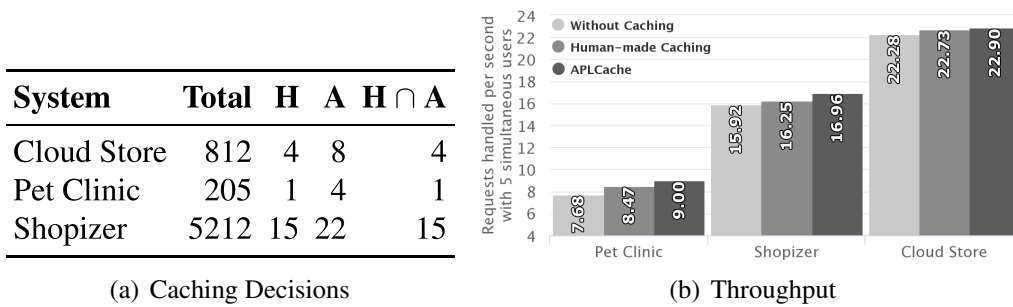 System Total H A H ∩ A
Cloud Store 812 4 8 4
Pet Clinic 205 1 4 1
Shopizer 5212 15 22 15
(a) Caching Decisions
Requests handled per second
with 5 simultaneous users
24
22
20
18
16
14
12
10
8
6
4
Without Caching
Human-made Caching
APLCache
7.68
8.47
9.00
15.92
16.25
16.96
22.28
22.73
22.90
Pet Clinic Shopizer Cloud Store
(b) Throughput